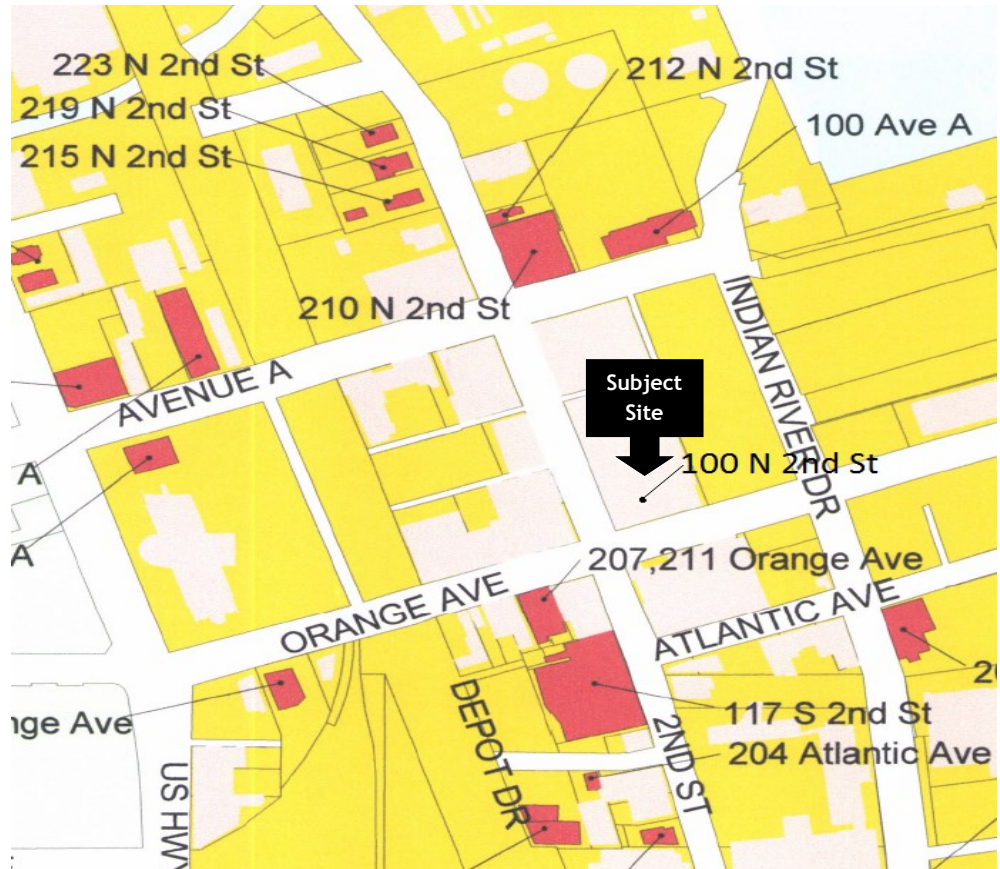 223 N 2nd St
212 N 2nd St
219 N 2nd St
100 Ave A
215 N 2nd St
210 N 2nd St
INDIAN RIVER DR
AVENUE A
Subject
Site
100 N 2nd St
A
A
207,211 Orange Ave
ORANGE AVE
ATLANTIC AVE
20
nge Ave
DEPOT DR
117 S 2nd St
2ND ST
204 Atlantic Ave
US HWY